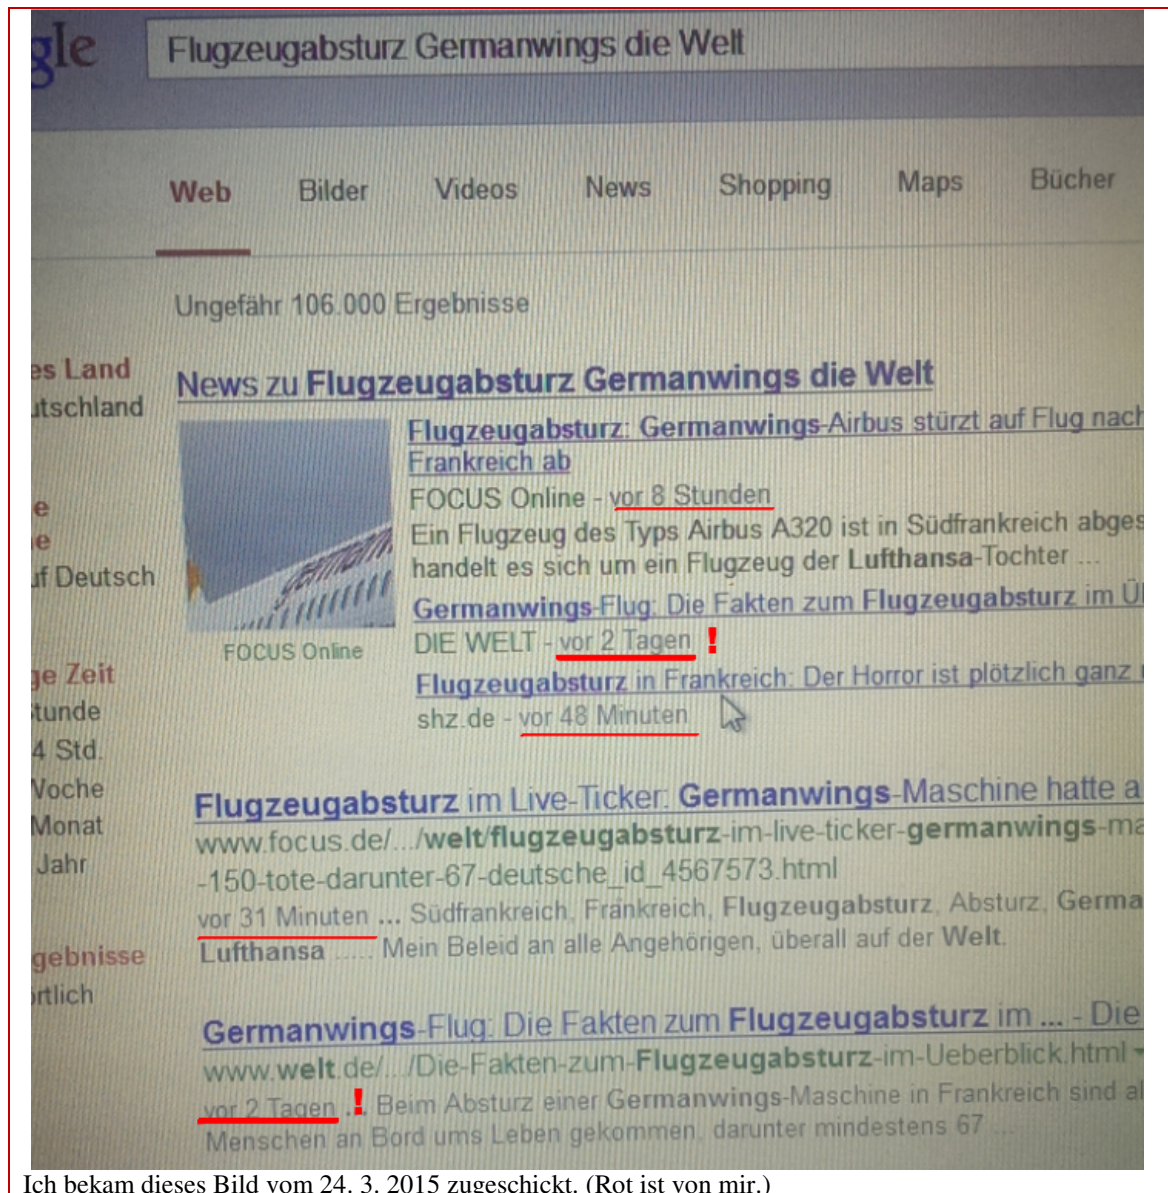 gle Flugzeugabsturz Germanwings die Welt
Web Bilder Videos News Shopping Maps Bücher
Ungefähr 106.000 Ergebnisse
es Land
utschland
News zu Flugzeugabsturz Germanwings die Welt
Flugzeugabsturz: Germanwings-Airbus stürzt auf Flug nach
Frankreich ab
e
FOCUS Online - vor 8 Stunden
e
Ein Flugzeug des Typs Airbus A320 ist in Südfrankreich abges
uf Deutsch
handelt es sich um ein Flugzeug der Lufthansa-Tochter ...
german
Germanwings-Flug: Die Fakten zum Flugzeugabsturz im Ü
FOCUS Online
DIE WELT - vor 2 Tagen !
ge Zeit
Flugzeugabsturz in Frankreich: Der Horror ist plötzlich ganz
tunde
shz.de - vor 48 Minuten
4 Std.
Woche
Flugzeugabsturz im Live-Ticker: Germanwings-Maschine hatte a
Monat
www.focus.de/.../welt/flugzeugabsturz-im-live-ticker-germanwings-ma
Jahr
-150-tote-darunter-67-deutsche_id_4567573.html
vor 31 Minuten ... Südfrankreich, Frankreich, Flugzeugabsturz, Absturz, Germa
gebnisse
Lufthansa ..... Mein Beleid an alle Angehörigen, überall auf der Welt.
örtlich
Germanwings-Flug: Die Fakten zum Flugzeugabsturz im ... - Die
www.welt.de/.../Die-Fakten-zum-Flugzeugabsturz-im-Ueberblick.html
vor 2 Tagen ... ! Beim Absturz einer Germanwings-Maschine in Frankreich sind al
Menschen an Bord ums Leben gekommen, darunter mindestens 67 ...
Ich bekam dieses Bild vom 24. 3. 2015 zugeschickt. (Rot ist von mir.)